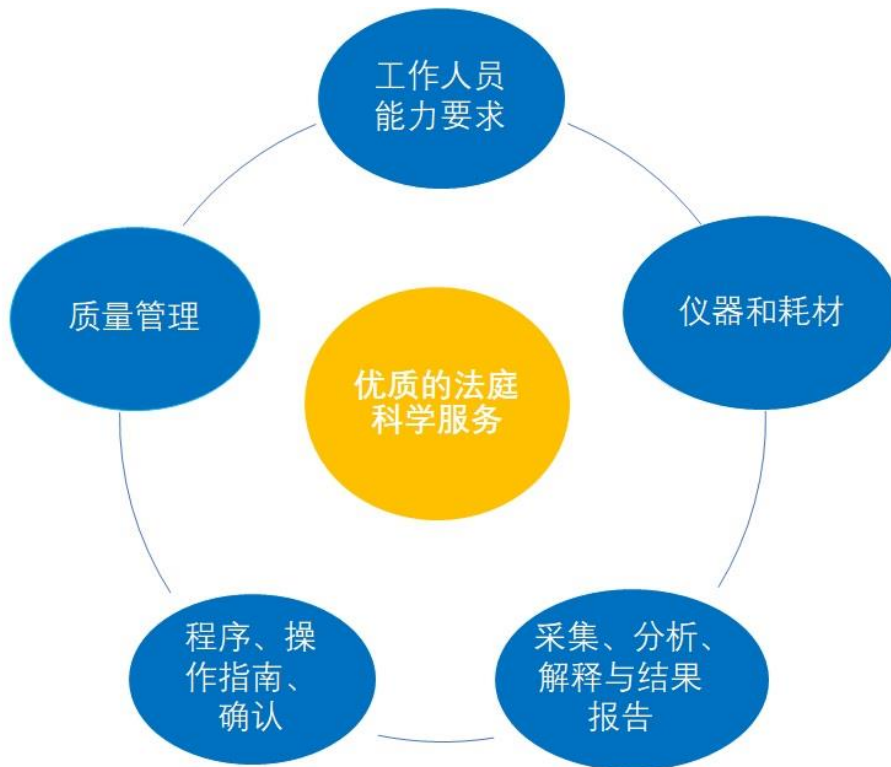 工作人员
能力要求
质量管理
仪器和耗材
优质的法庭
科学服务
程序、操
作指南、
确认
采集、分析、
解释与结果
报告